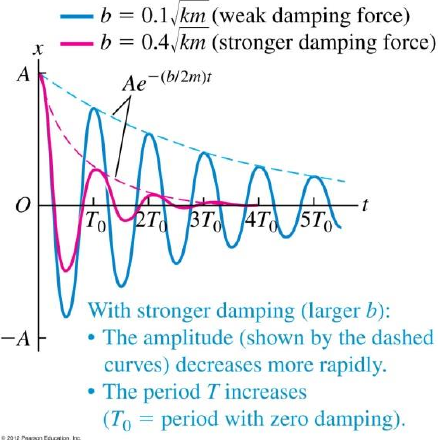 b = 0.1√km (weak damping force)
b = 0.4√km (stronger damping force)
x
A
Ae^−(b/2m)t
O
T₀ 2T₀ 3T₀ 4T₀ 5T₀
t
−A
With stronger damping (larger b):
• The amplitude (shown by the dashed
curves) decreases more rapidly.
• The period T increases
(T₀ = period with zero damping).
© 2012 Pearson Education, Inc.